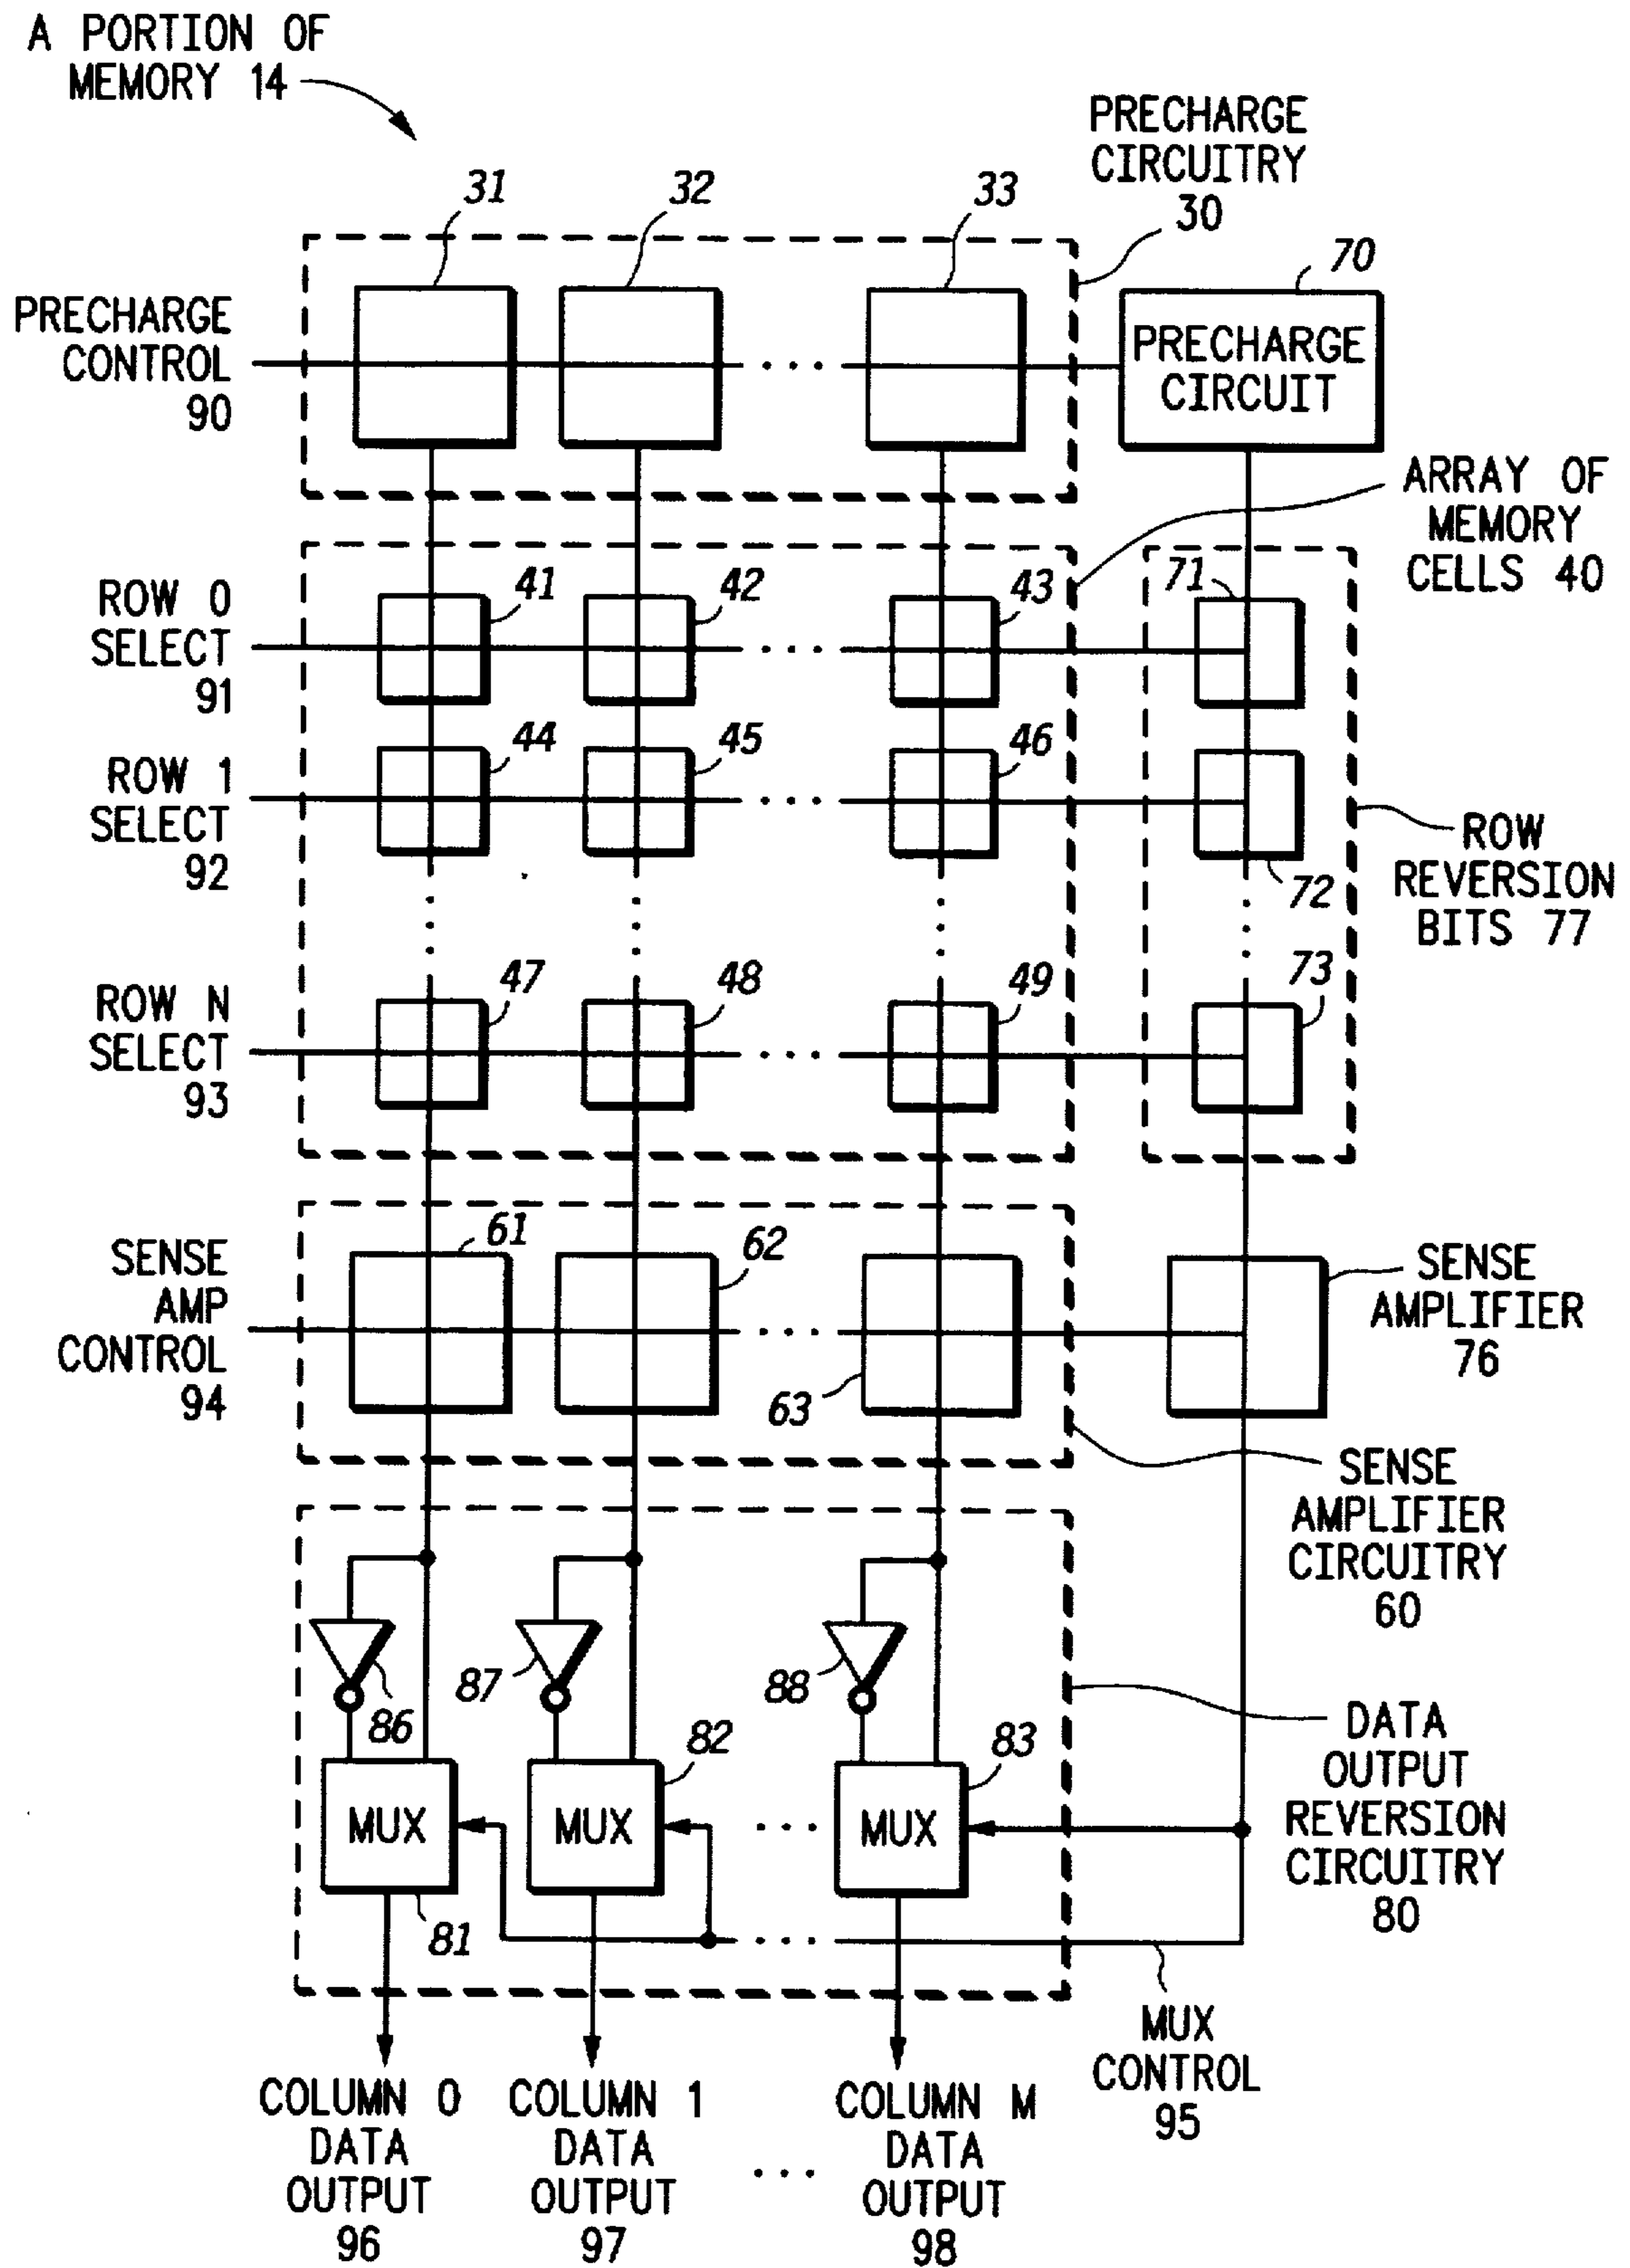 A PORTION OF
MEMORY 14
PRECHARGE
CIRCUITRY
30
31
32
33
70
PRECHARGE
CONTROL
90
PRECHARGE
CIRCUIT
ARRAY OF
MEMORY
CELLS 40
ROW 0
SELECT
91
41
42
43
71
ROW 1
SELECT
92
44
45
46
72
ROW
REVERSION
BITS 77
ROW N
SELECT
93
47
48
49
73
SENSE
AMP
CONTROL
94
61
62
63
SENSE
AMPLIFIER
76
SENSE
AMPLIFIER
CIRCUITRY
60
86
87
88
82
83
DATA
OUTPUT
REVERSION
CIRCUITRY
80
MUX
MUX
...
MUX
81
MUX
CONTROL
95
COLUMN 0
DATA
OUTPUT
96
COLUMN 1
DATA
OUTPUT
97
...
COLUMN M
DATA
OUTPUT
98